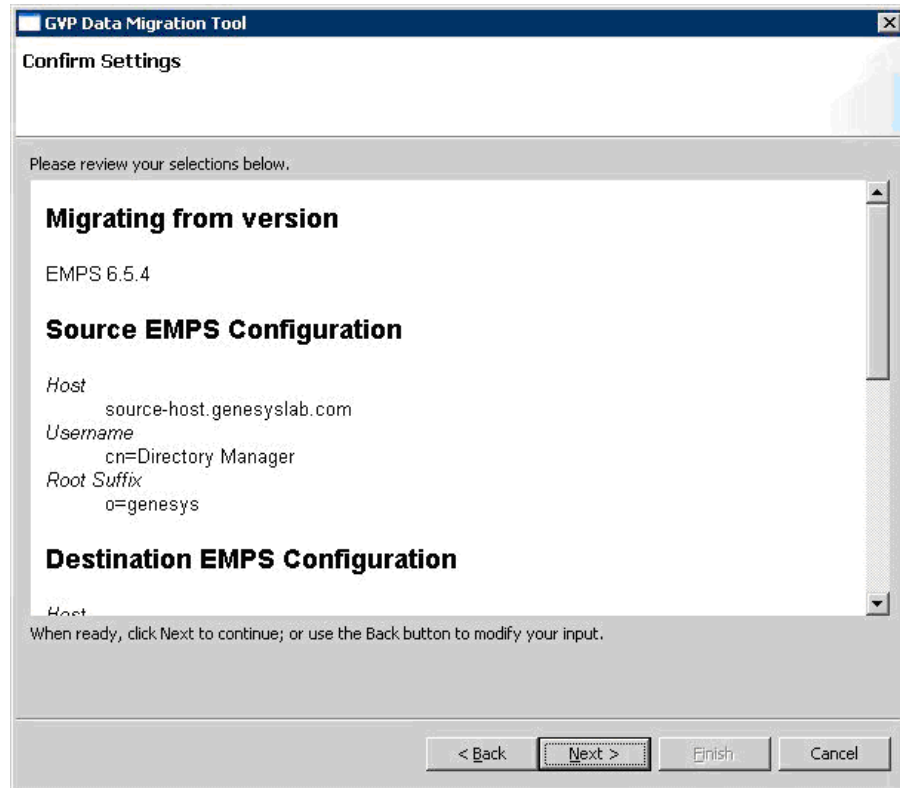 GVP Data Migration Tool
Confirm Settings
Please review your selections below.
Migrating from version
EMPS 6.5.4
Source EMPS Configuration
Host
source-host.genesyslab.com
Username
cn=Directory Manager
Root Suffix
o=genesys
Destination EMPS Configuration
Host
When ready, click Next to continue; or use the Back button to modify your input.
< Back
Next >
Finish
Cancel